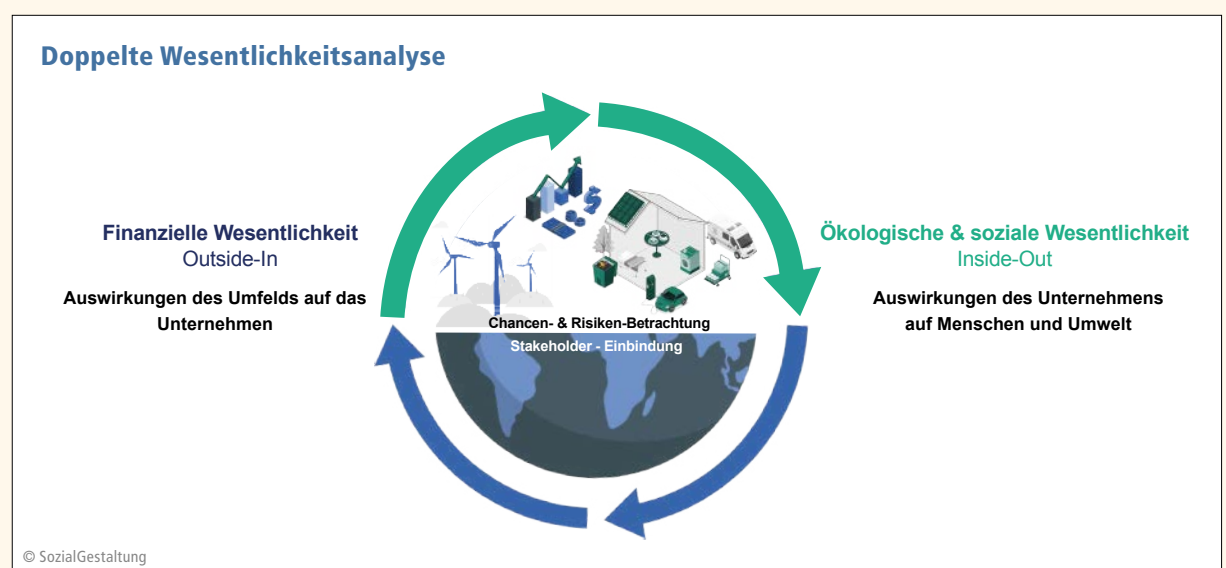 Doppelte Wesentlichkeitsanalyse
Finanzielle Wesentlichkeit
Outside-In
Auswirkungen des Umfelds auf das
Unternehmen
Chancen- & Risiken-Betrachtung
Stakeholder - Einbindung
Ökologische & soziale Wesentlichkeit
Inside-Out
Auswirkungen des Unternehmens
auf Menschen und Umwelt
© SozialGestaltung